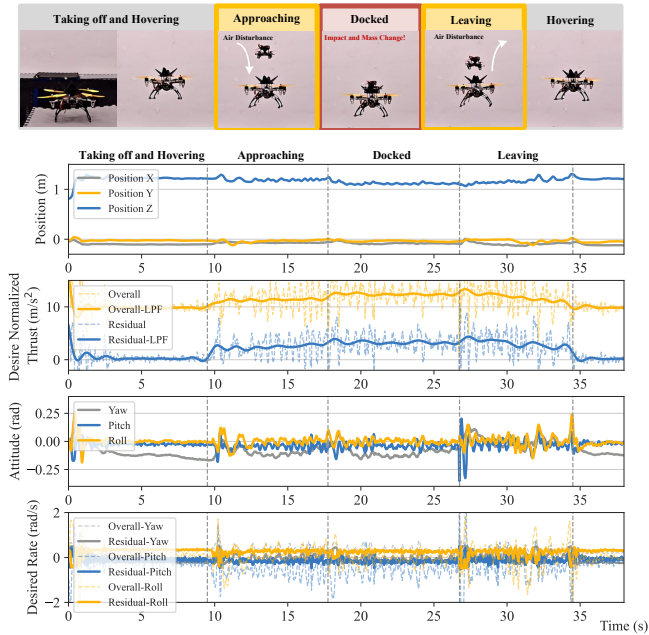 Taking off and Hovering
Approaching
Docked
Leaving
Hovering
Air Disturbance
Impact and Mass Change!
Air Disturbance
Taking off and Hovering
Approaching
Docked
Leaving
Position (m)
1
0
Position X
Position Y
Position Z
0 5 10 15 20 25 30 35
Desire Normalized
Thrust (m/s²)
10
0
Overall
Overall-LPF
Residual
Residual-LPF
0 5 10 15 20 25 30 35
Attitude (rad)
0.25
0.00
−0.25
Yaw
Pitch
Roll
0 5 10 15 20 25 30 35
Desired Rate (rad/s)
2
0
−2
Overall-Yaw
Residual-Yaw
Overall-Pitch
Residual-Pitch
Overall-Roll
Residual-Roll
0 5 10 15 20 25 30 35
Time (s)